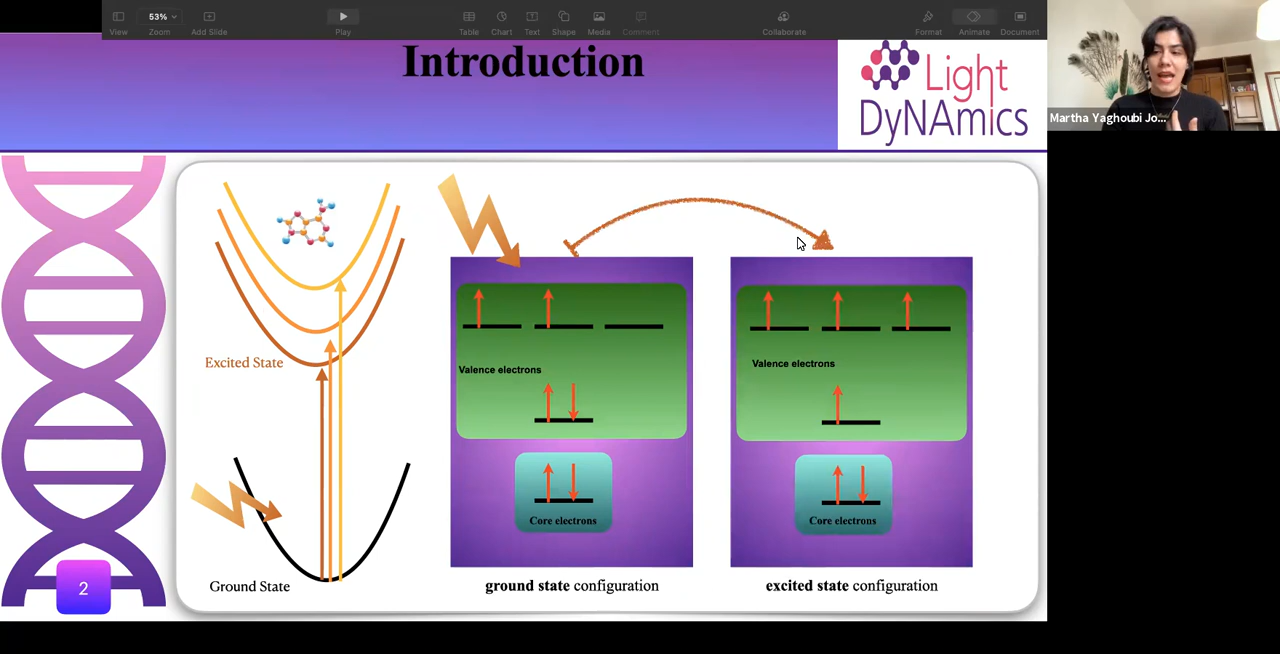 View
53%
Zoom
Add Slide
Play
Table
Chart
Text
Shape
Media
Comment
Collaborate
Format
Animate
Document
Introduction
Light
DyNAmics
Martha Yaghoubi Jo...
Excited State
Ground State
Valence electrons
Core electrons
ground state configuration
Valence electrons
Core electrons
excited state configuration
2